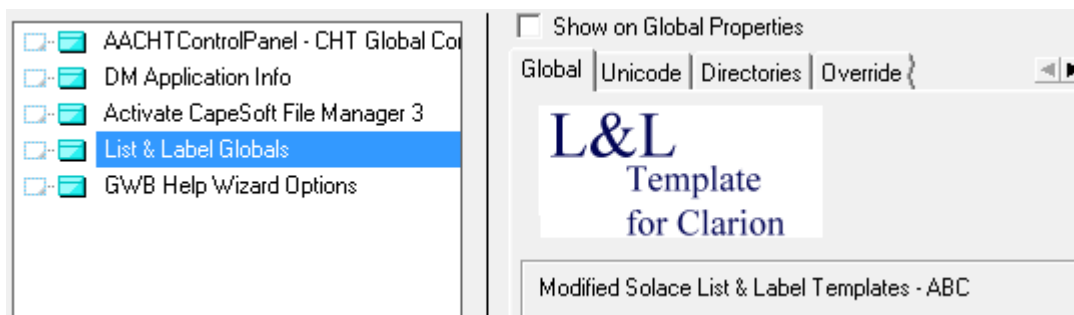 AACHTControlPanel - CHT Global
DM Application Info
Activate CapeSoft File Manager 3
List & Label Globals
GWB Help Wizard Options
Show on Global Properties
Global Unicode Directories Override
L&L
Template
for Clarion
Modified Solace List & Label Templates - ABC